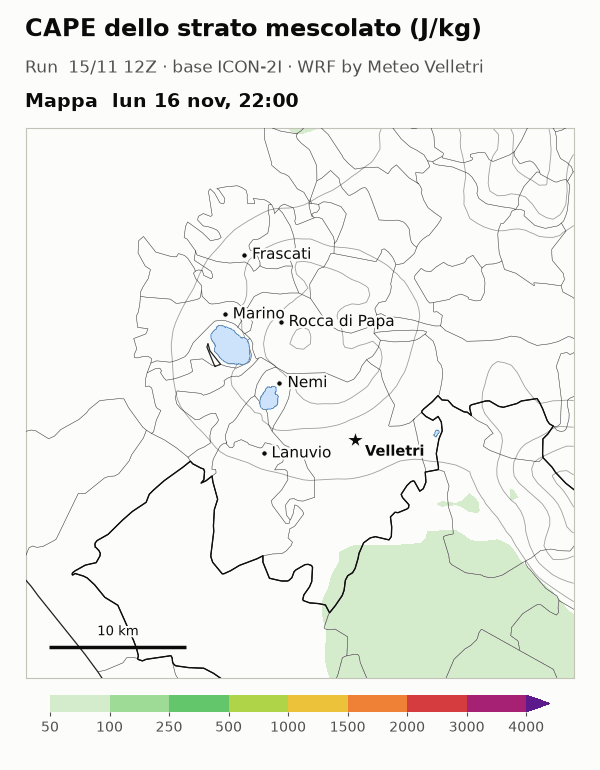 CAPE dello strato mescolato (J/kg)
Run  15/11 12Z · base ICON-2I · WRF by Meteo Velletri
Mappa  lun 16 nov, 22:00
Frascati
Marino
Rocca di Papa
Nemi
Velletri
Lanuvio
10 km
50 100 250 500 1000 1500 2000 3000 4000